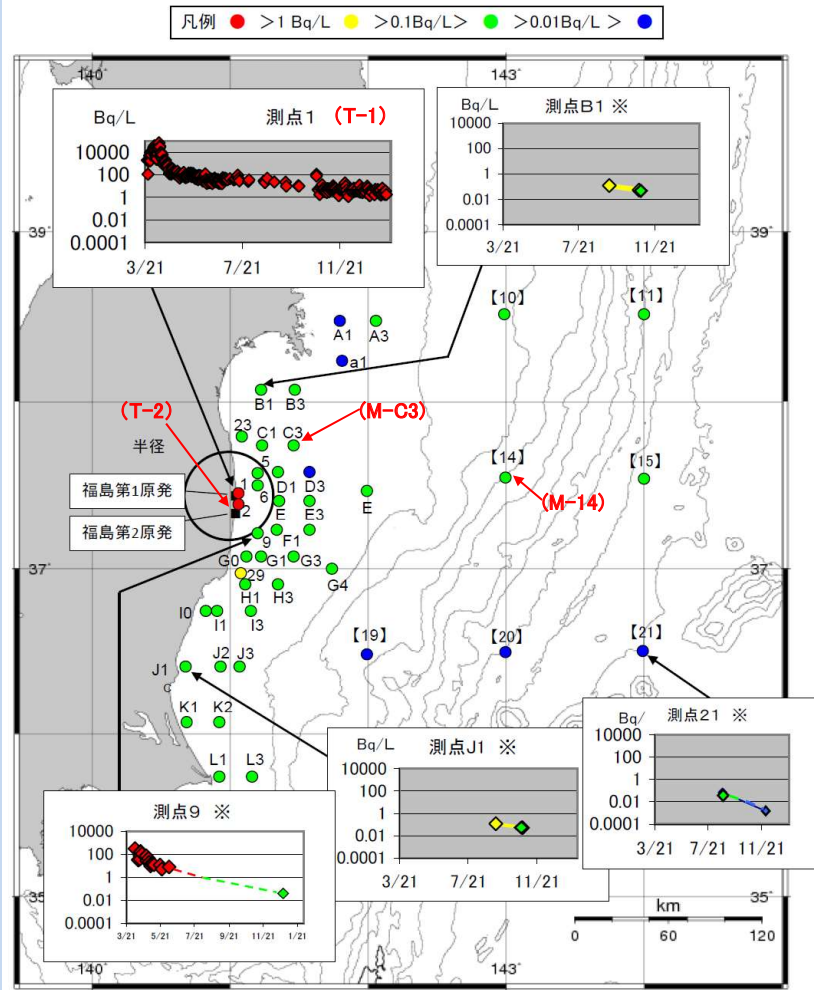 凡例 ● ＞1 Bq/L ● ＞0.1Bq/L＞ ● ＞0.01Bq/L ＞ ●
140° 143°
Bq/L 測点1 (T-1)
10000
100
1
0.01
0.0001
3/21 7/21 11/21
Bq/L 測点B1 ※
10000
100
1
0.01
0.0001
3/21 7/21 11/21
39° 39°
【10】 【11】
A1 A3
a1
B1 B3
(T-2) (M-C3)
23 C1 C3
半径
5 【14】 【15】
福島第1原発 1 6 D1 D3 E (M-14)
2 E E3
福島第2原発
9 F1
G0 G1 G3
37° 29 G4 37°
H1 H3
I0 I1 I3
【19】 【20】 【21】
J1 J2 J3
c
K1 K2
L1 L3
Bq/ 測点21 ※
10000
100
1
0.01
0.0001
3/21 7/21 11/21
Bq/L 測点J1 ※
10000
100
1
0.01
0.0001
3/21 7/21 11/21
測点9 ※
10000
100
1
0.01
0.0001
3/21 5/21 7/21 9/21 11/21 1/21
35° 35°
km
0 60 120
140° 143°